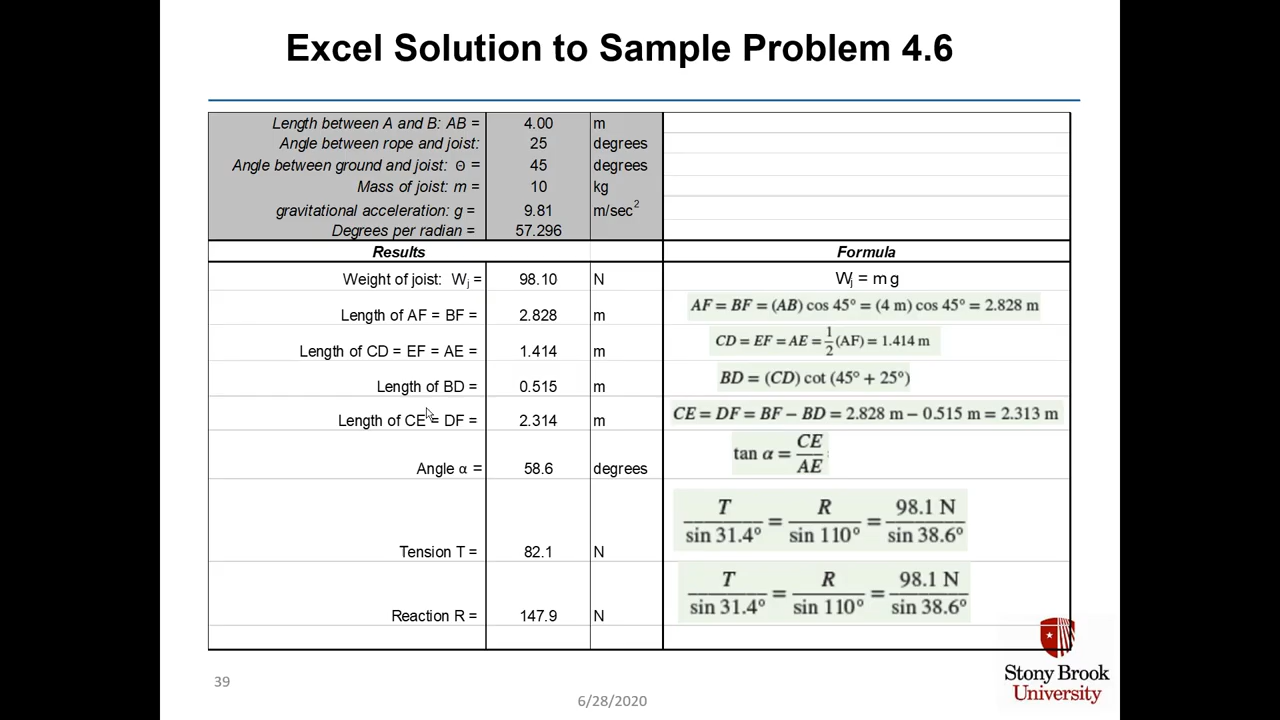 Excel Solution to Sample Problem 4.6
Length between A and B: AB = 4.00 m
Angle between rope and joist: 25 degrees
Angle between ground and joist: Θ = 45 degrees
Mass of joist: m = 10 kg
gravitational acceleration: g = 9.81 m/sec²
Degrees per radian = 57.296
Results Formula
Weight of joist: Wj = 98.10 N Wj = m g
Length of AF = BF = 2.828 m AF = BF = (AB) cos 45° = (4 m) cos 45° = 2.828 m
Length of CD = EF = AE = 1.414 m CD = EF = AE = 1/2 (AF) = 1.414 m
Length of BD = 0.515 m BD = (CD) cot (45° + 25°)
Length of CE = DF = 2.314 m CE = DF = BF − BD = 2.828 m − 0.515 m = 2.313 m
Angle α = 58.6 degrees tan α = CE/AE
Tension T = 82.1 N T/sin 31.4° = R/sin 110° = 98.1 N/sin 38.6°
Reaction R = 147.9 N T/sin 31.4° = R/sin 110° = 98.1 N/sin 38.6°
39
6/28/2020
Stony Brook
University